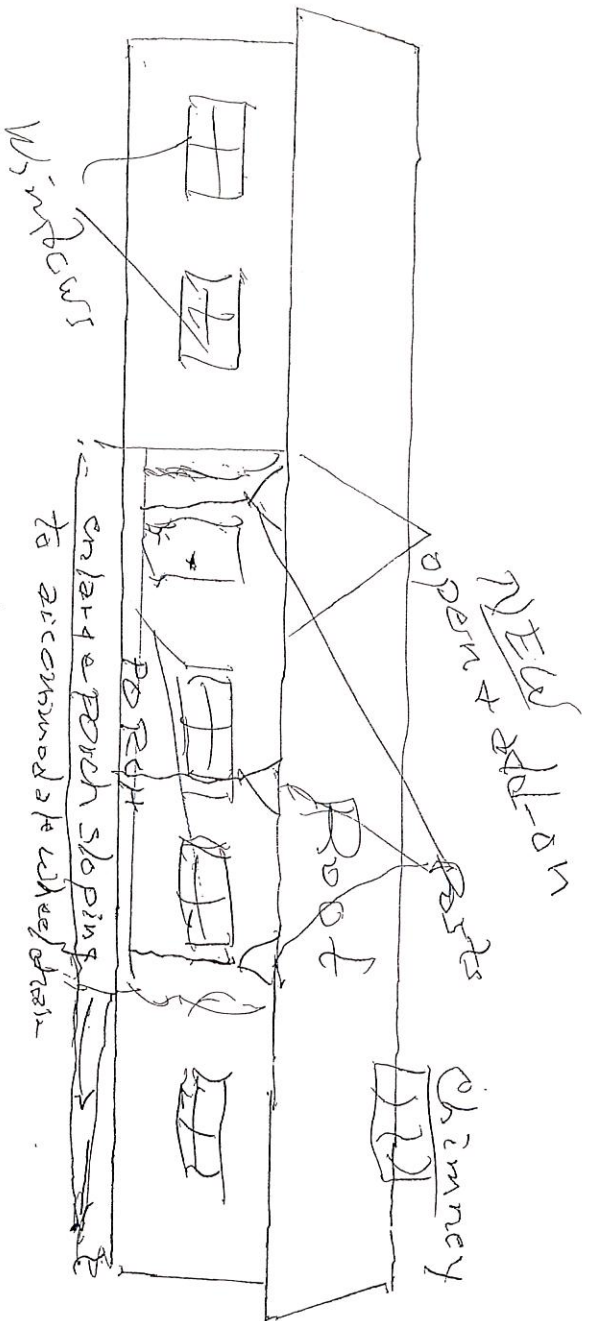 NEW
open + add-on
Posts
Chimney
Roof
Windows
PORCH
enlarge porch sloping
to accommodate wheelchair